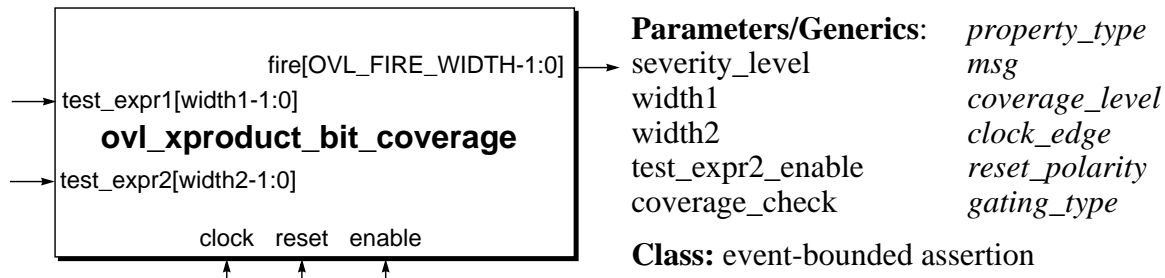 fire[OVL_FIRE_WIDTH-1:0]
test_expr1[width1-1:0]
ovl_xproduct_bit_coverage
test_expr2[width2-1:0]
clock reset enable
Parameters/Generics: property_type
severity_level msg
width1 coverage_level
width2 clock_edge
test_expr2_enable reset_polarity
coverage_check gating_type
Class: event-bounded assertion